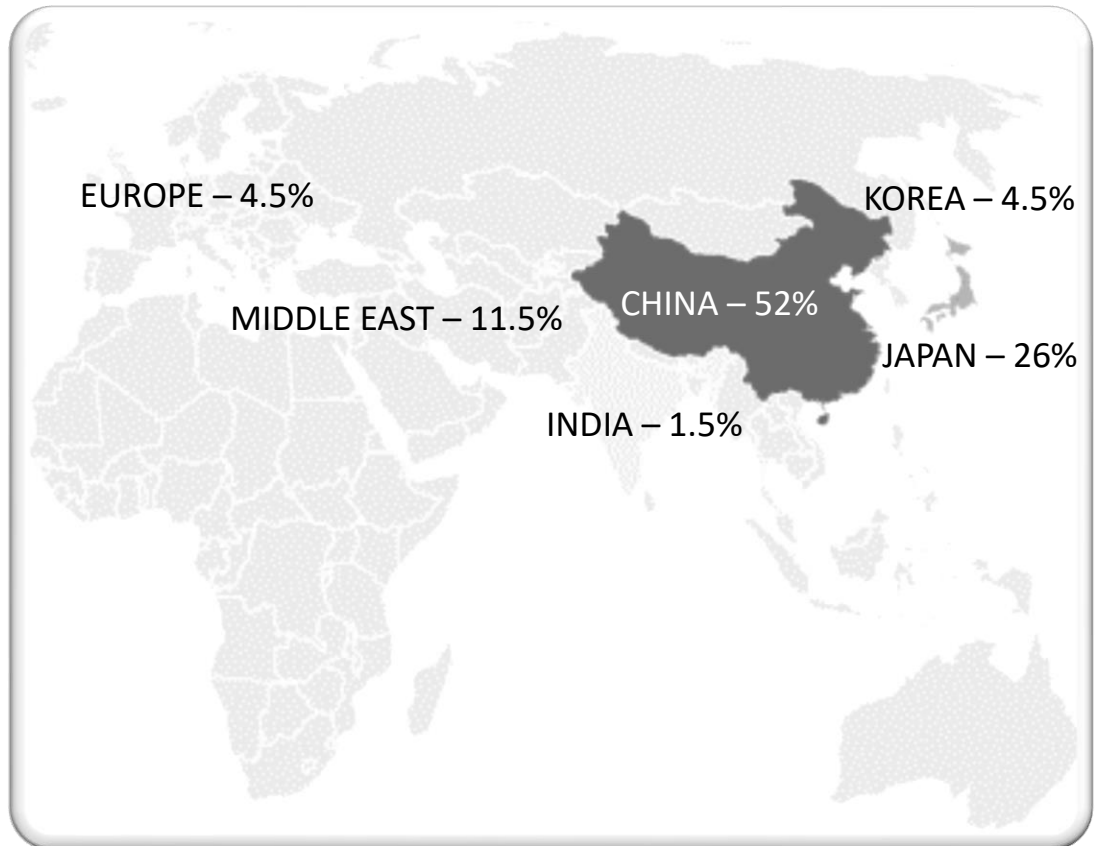 EUROPE – 4.5%
KOREA – 4.5%
MIDDLE EAST – 11.5%
CHINA – 52%
JAPAN – 26%
INDIA – 1.5%